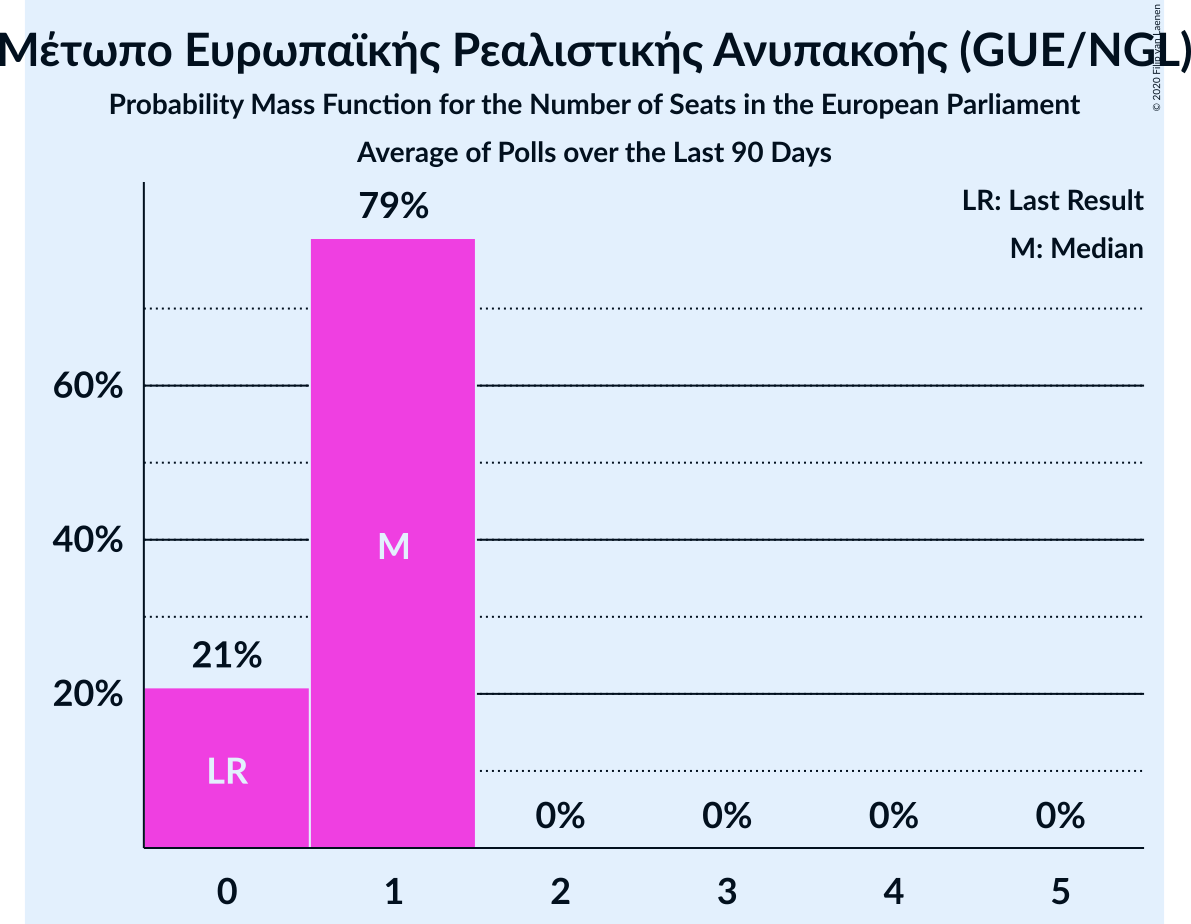 Μέτωπο Ευρωπαϊκής Ρεαλιστικής Ανυπακοής (GUE/NGL)
© 2020 Filip van Laenen
Probability Mass Function for the Number of Seats in the European Parliament
Average of Polls over the Last 90 Days
LR: Last Result
M: Median
79%
60%
M
40%
21%
20%
LR
0%
0%
0%
0%
0
1
2
3
4
5